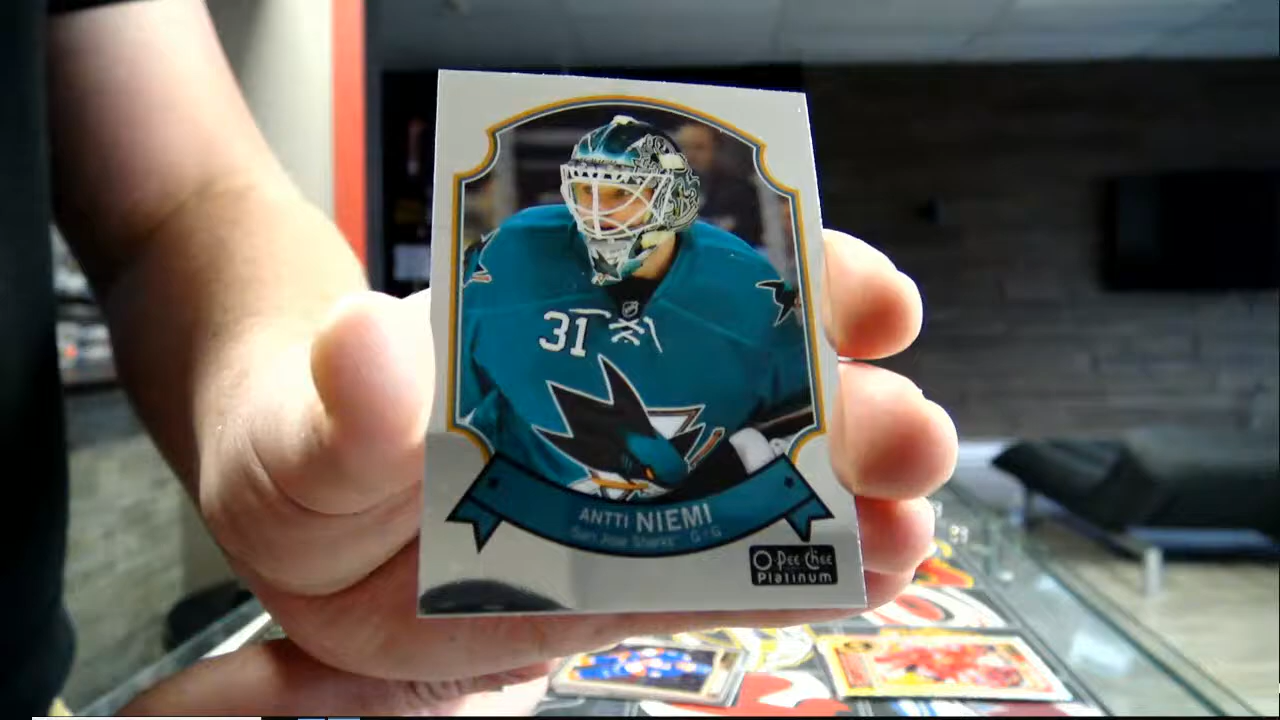 31
ANTTI NIEMI
San Jose Sharks G • G
O-Pee-Chee
Platinum